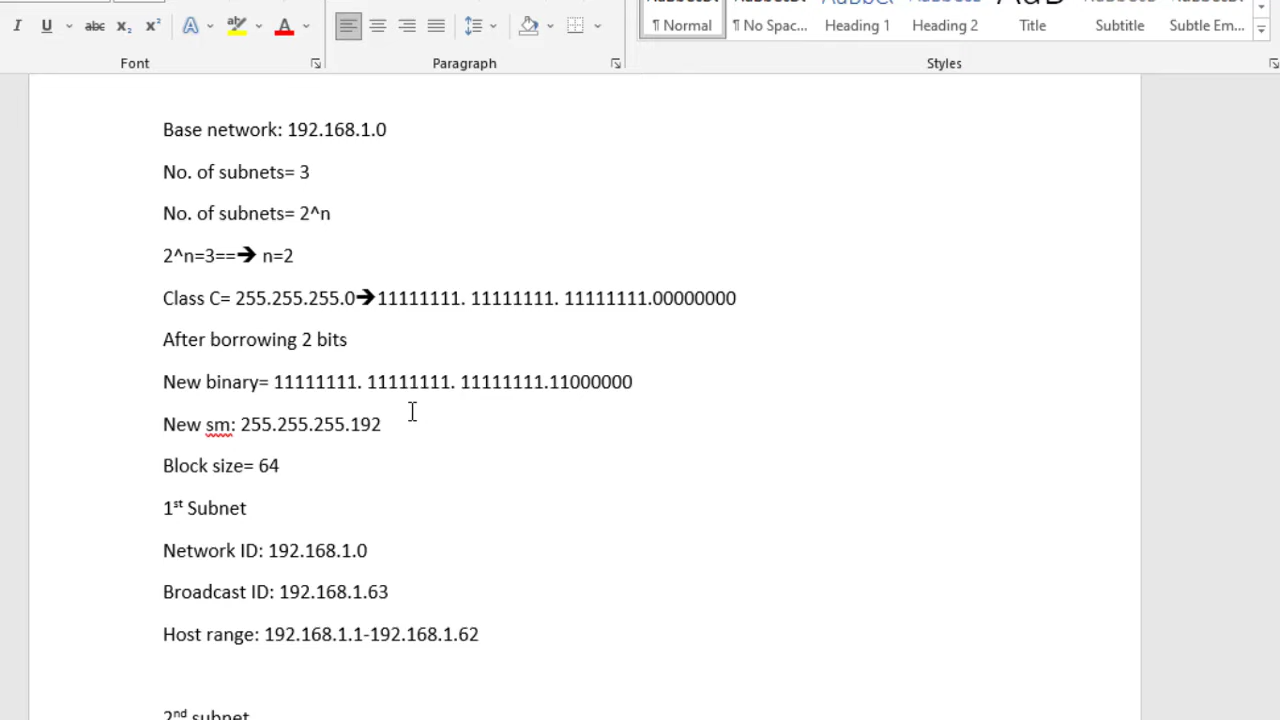 Font
Paragraph
Styles
¶ Normal
¶ No Spac...
Heading 1
Heading 2
Title
Subtitle
Subtle Em...
Base network: 192.168.1.0
No. of subnets= 3
No. of subnets= 2^n
2^n=3==➔ n=2
Class C= 255.255.255.0➔11111111. 11111111. 11111111.00000000
After borrowing 2 bits
New binary= 11111111. 11111111. 11111111.11000000
New sm: 255.255.255.192
Block size= 64
1st Subnet
Network ID: 192.168.1.0
Broadcast ID: 192.168.1.63
Host range: 192.168.1.1-192.168.1.62
2nd subnet